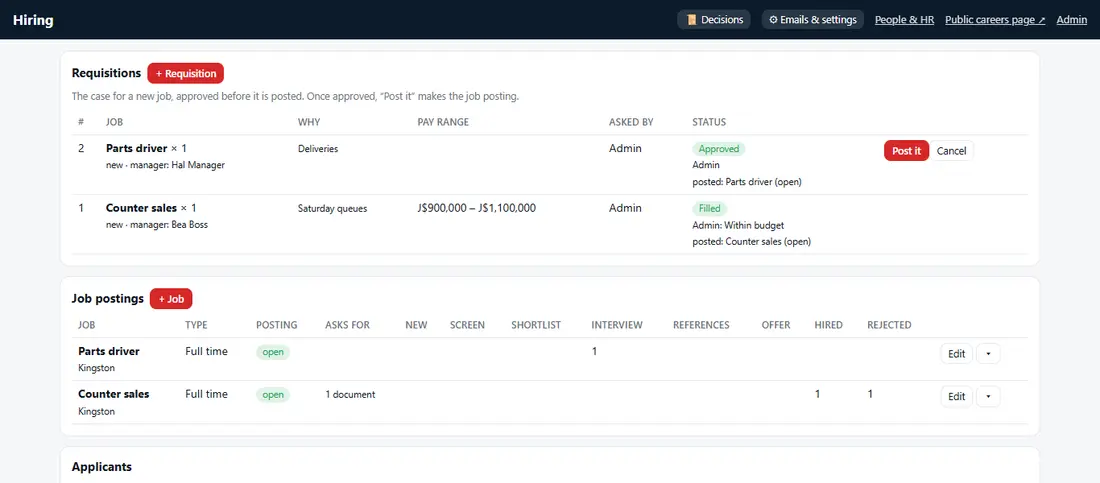 Hiring
📜 Decisions
⚙ Emails & settings
People & HR
Public careers page ↗
Admin
Requisitions
+ Requisition
The case for a new job, approved before it is posted. Once approved, “Post it” makes the job posting.
# JOB WHY PAY RANGE ASKED BY STATUS
2 Parts driver × 1 Deliveries Admin Approved Post it Cancel
new · manager: Hal Manager Admin
posted: Parts driver (open)
1 Counter sales × 1 Saturday queues J$900,000 – J$1,100,000 Admin Filled
new · manager: Bea Boss Admin: Within budget
posted: Counter sales (open)
Job postings
+ Job
JOB TYPE POSTING ASKS FOR NEW SCREEN SHORTLIST INTERVIEW REFERENCES OFFER HIRED REJECTED
Parts driver Full time open 1 Edit
Kingston
Counter sales Full time open 1 document 1 1 Edit
Kingston
Applicants